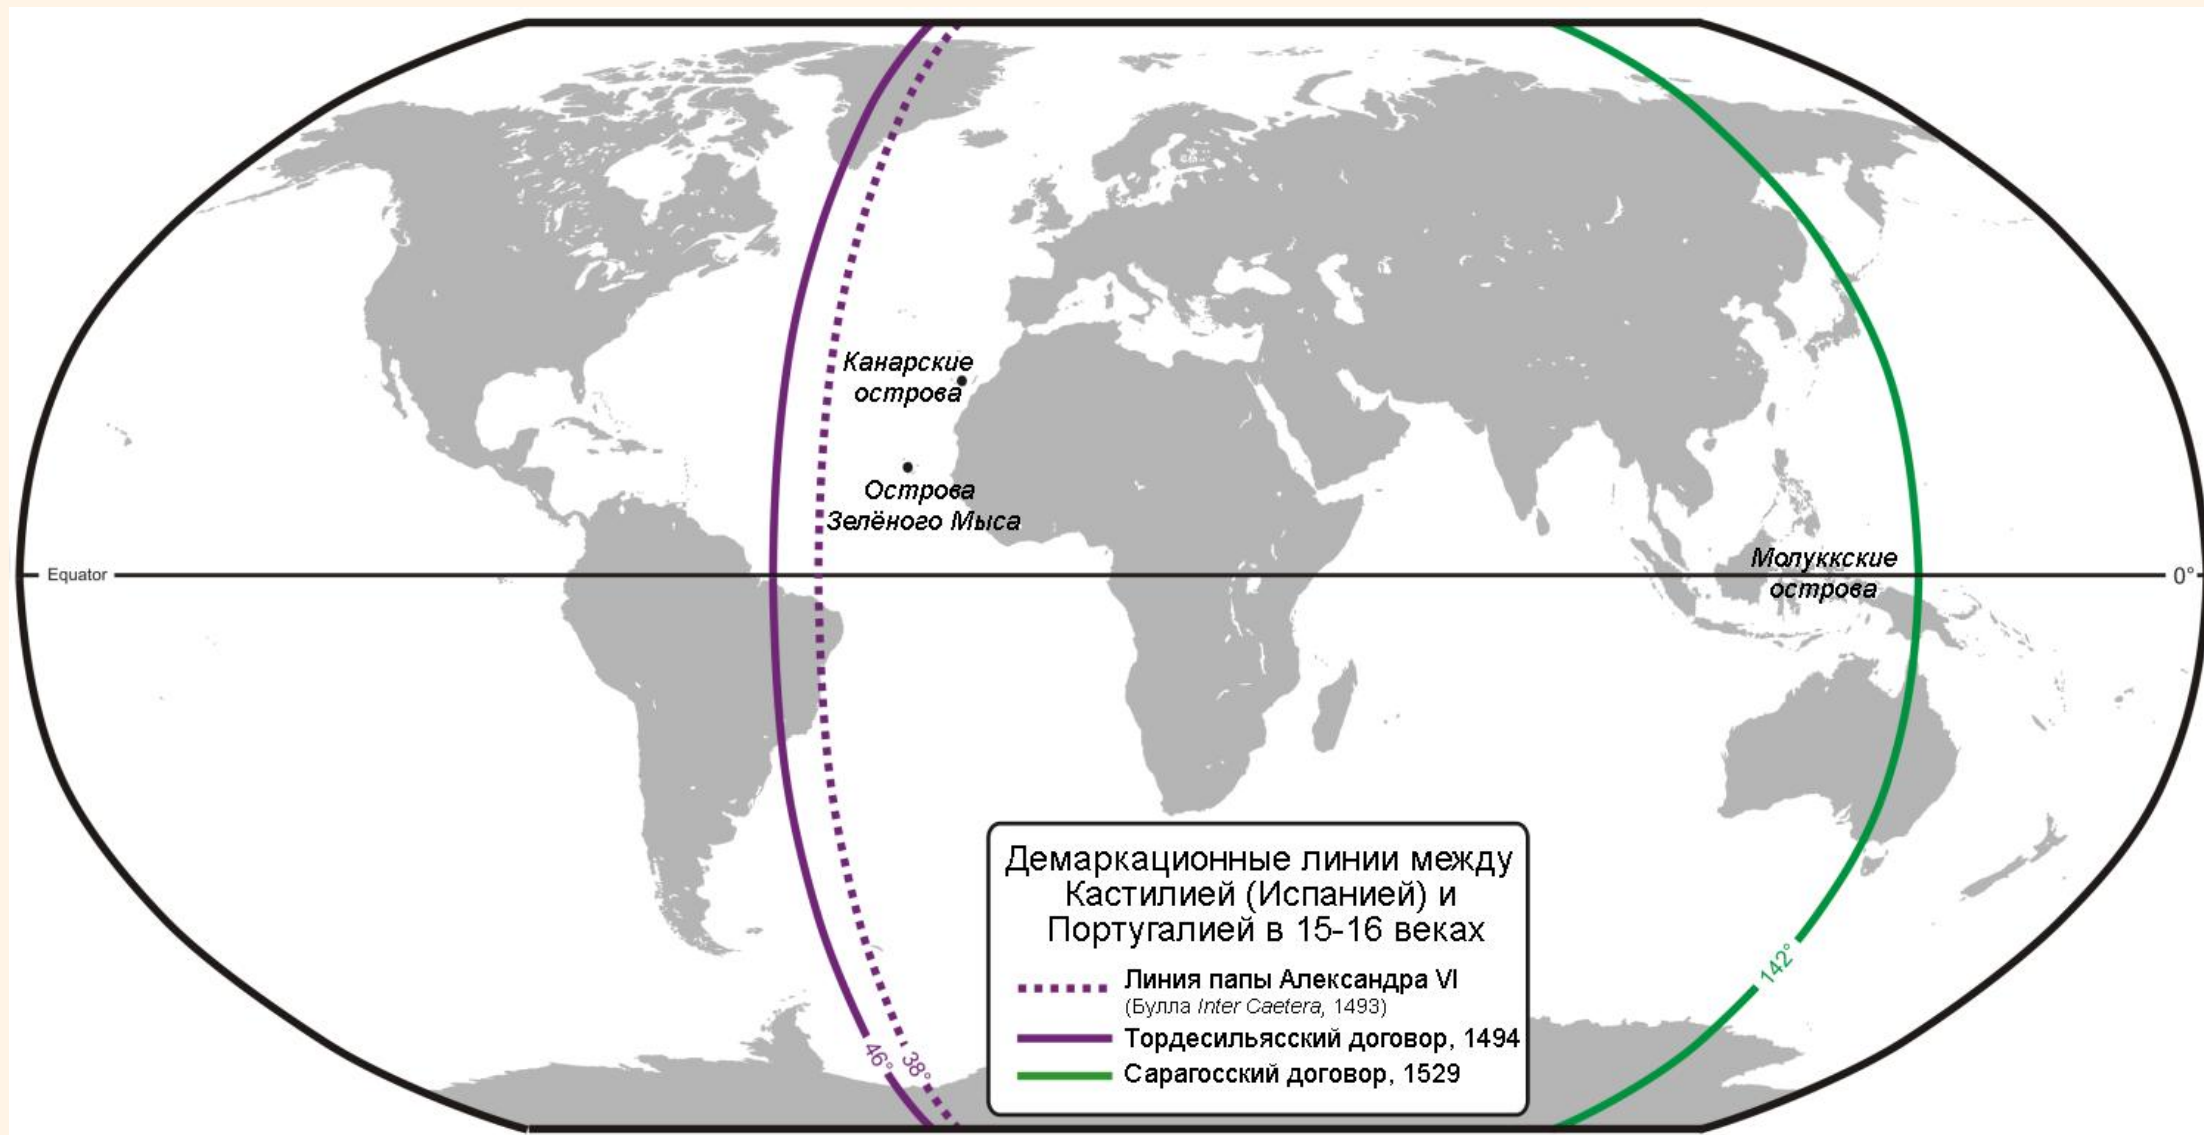 Канарские
острова
Острова
Зелёного Мыса
Equator
0°
Молуккские
острова
142°
46°
38°
Демаркационные линии между
Кастилией (Испанией) и
Португалией в 15-16 веках
Линия папы Александра VI
(Булла Inter Caetera, 1493)
Тордесильясский договор, 1494
Сарагосский договор, 1529